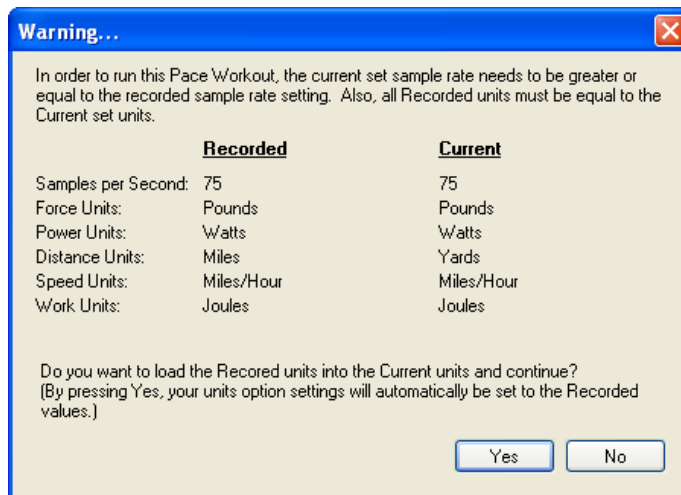 Warning...
In order to run this Pace Workout, the current set sample rate needs to be greater or
equal to the recorded sample rate setting.  Also, all Recorded units must be equal to the
Current set units.
Recorded Current
Samples per Second: 75 75
Force Units: Pounds Pounds
Power Units: Watts Watts
Distance Units: Miles Yards
Speed Units: Miles/Hour Miles/Hour
Work Units: Joules Joules
Do you want to load the Recored units into the Current units and continue?
(By pressing Yes, your units option settings will automatically be set to the Recorded
values.)
Yes No